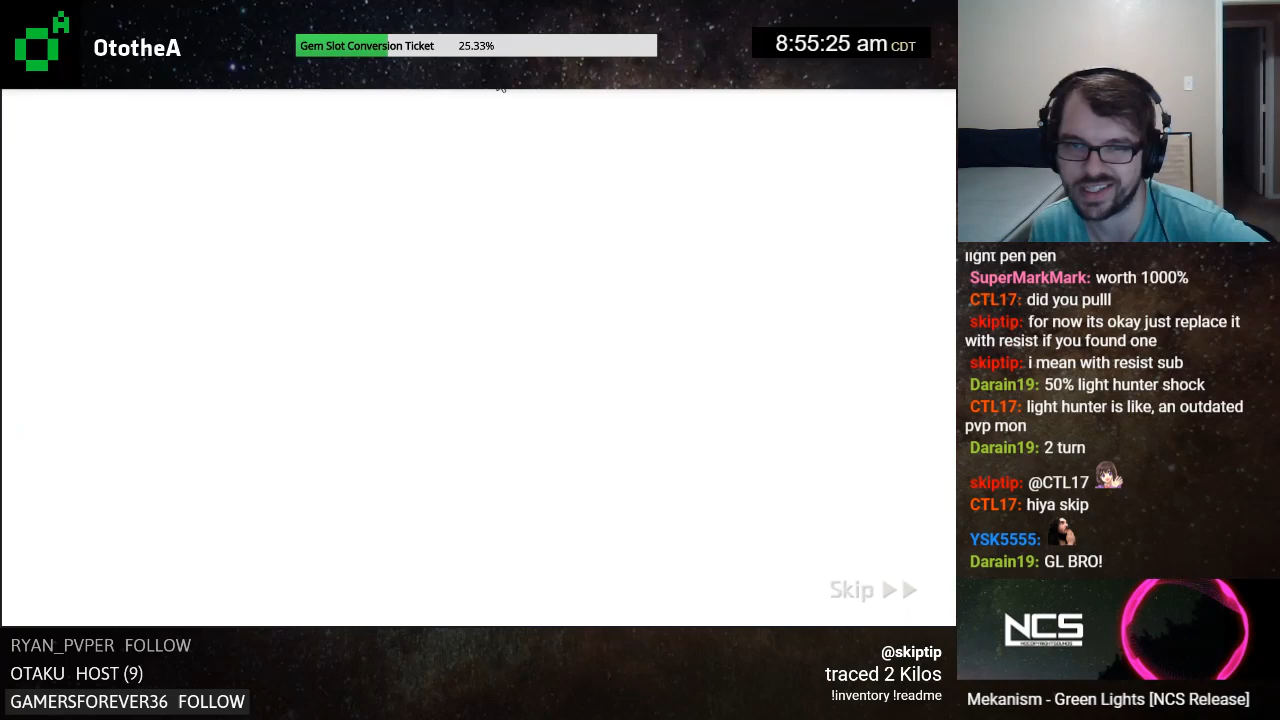 OtotheA
Gem Slot Conversion Ticket 25.33%
8:55:25 am CDT
light pen pen
SuperMarkMark: worth 1000%
CTL17: did you pulll
skiptip: for now its okay just replace it
with resist if you found one
skiptip: i mean with resist sub
Darain19: 50% light hunter shock
CTL17: light hunter is like, an outdated
pvp mon
Darain19: 2 turn
skiptip: @CTL17
CTL17: hiya skip
YSK5555:
Darain19: GL BRO!
Skip
RYAN_PVPER FOLLOW
OTAKU HOST (9)
GAMERSFOREVER36 FOLLOW
@skiptip
traced 2 Kilos
!inventory !readme
NCS
Mekanism - Green Lights [NCS Release]